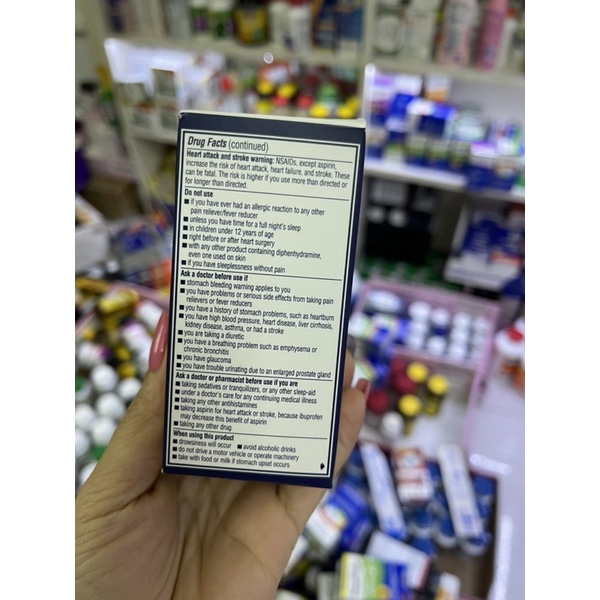 Drug Facts (continued)
Heart attack and stroke warning: NSAIDs, except aspirin,
increase the risk of heart attack, heart failure, and stroke. These
can be fatal. The risk is higher if you use more than directed or
for longer than directed.
Do not use
■ if you have ever had an allergic reaction to any other
pain reliever/fever reducer
■ unless you have time for a full night's sleep
■ in children under 12 years of age
■ right before or after heart surgery
■ with any other product containing diphenhydramine,
even one used on skin
■ if you have sleeplessness without pain
Ask a doctor before use if
■ stomach bleeding warning applies to you
■ you have problems or serious side effects from taking pain
relievers or fever reducers
■ you have a history of stomach problems, such as heartburn
■ you have high blood pressure, heart disease, liver cirrhosis,
kidney disease, asthma, or had a stroke
■ you are taking a diuretic
■ you have a breathing problem such as emphysema or
chronic bronchitis
■ you have glaucoma
■ you have trouble urinating due to an enlarged prostate gland
Ask a doctor or pharmacist before use if you are
■ taking sedatives or tranquilizers, or any other sleep-aid
■ under a doctor's care for any continuing medical illness
■ taking any other antihistamines
■ taking aspirin for heart attack or stroke, because ibuprofen
may decrease this benefit of aspirin
■ taking any other drug
When using this product
■ drowsiness will occur ■ avoid alcoholic drinks
■ do not drive a motor vehicle or operate machinery
■ take with food or milk if stomach upset occurs